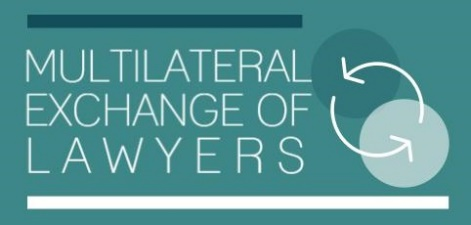 MULTILATERAL
EXCHANGE OF
LAWYERS